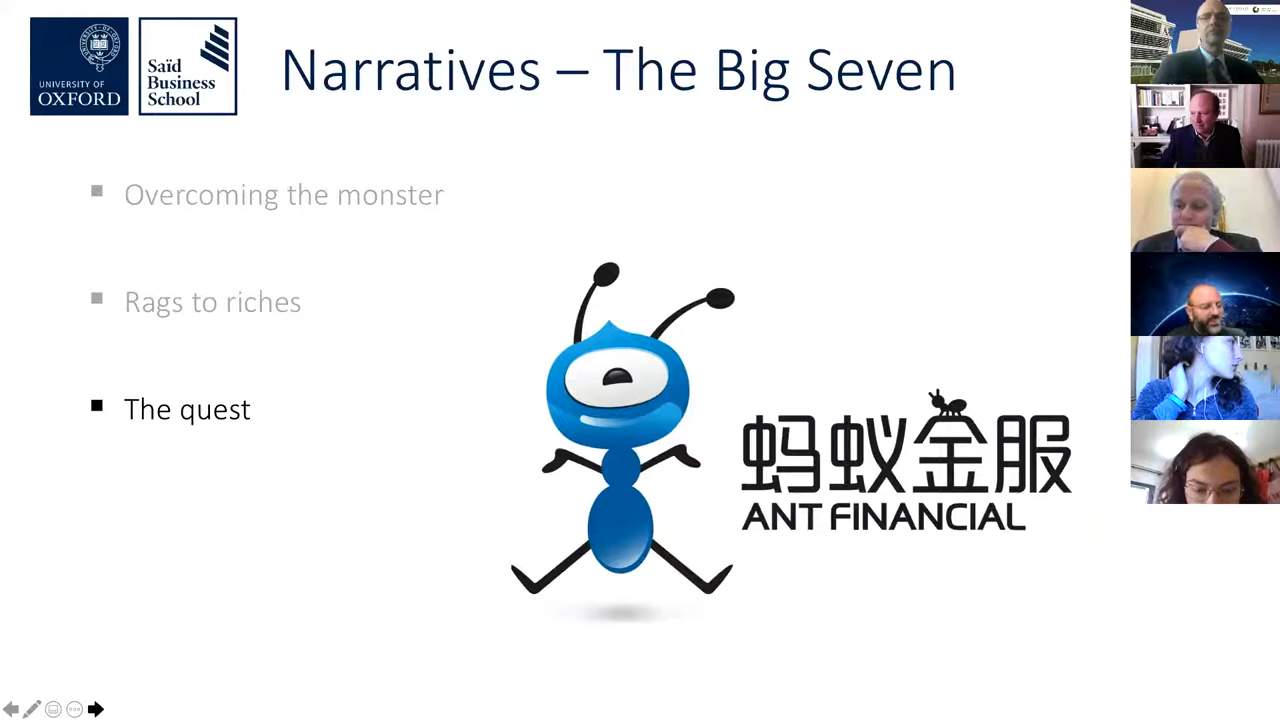 UNIVERSITY OF
OXFORD
Saïd
Business
School
Narratives – The Big Seven
Overcoming the monster
Rags to riches
The quest
蚂蚁金服
ANT FINANCIAL